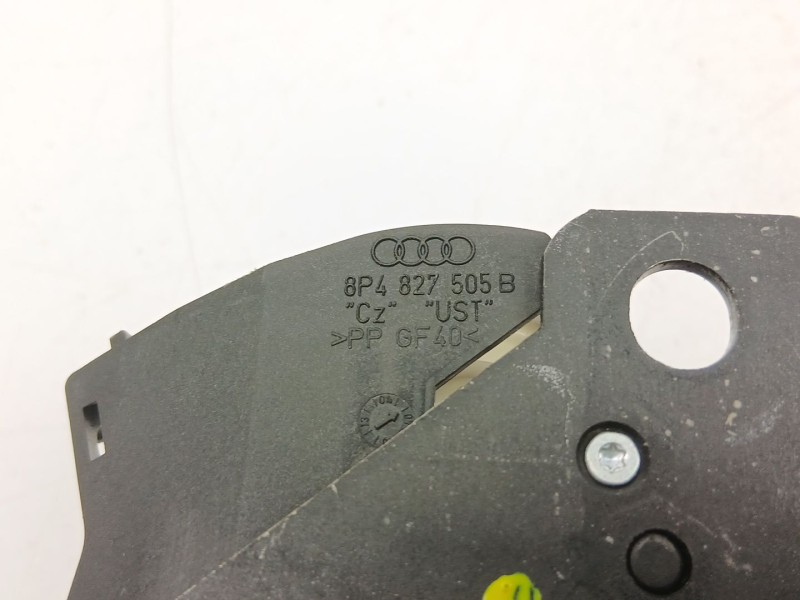 8P4 827 505 B
"Cz" "UST"
>PP GF40<